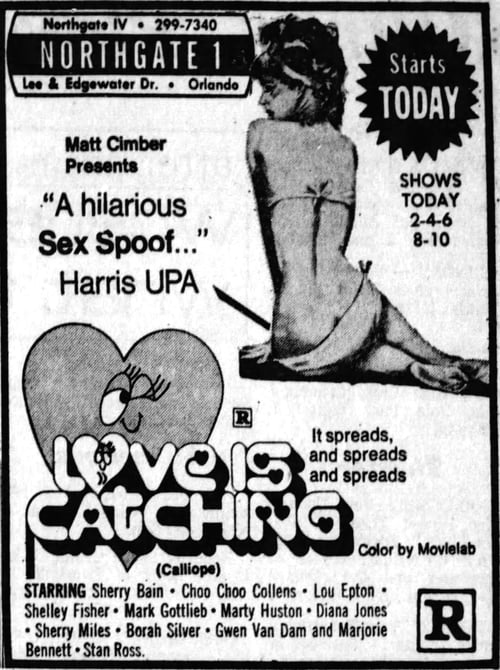 Northgate IV • 299-7340
NORTHGATE 1
Lee & Edgewater Dr. • Orlando
Starts
TODAY
SHOWS
TODAY
2-4-6
8-10
Matt Cimber
Presents
"A hilarious
Sex Spoof..."
Harris UPA
R
It spreads,
and spreads
and spreads
LOVE IS
CATCHING
Color by Movielab
(Calliope)
STARRING Sherry Bain • Choo Choo Collens • Lou Epton •
Shelley Fisher • Mark Gottlieb • Marty Huston • Diana Jones
• Sherry Miles • Borah Silver • Gwen Van Dam and Marjorie
Bennett • Stan Ross.
R